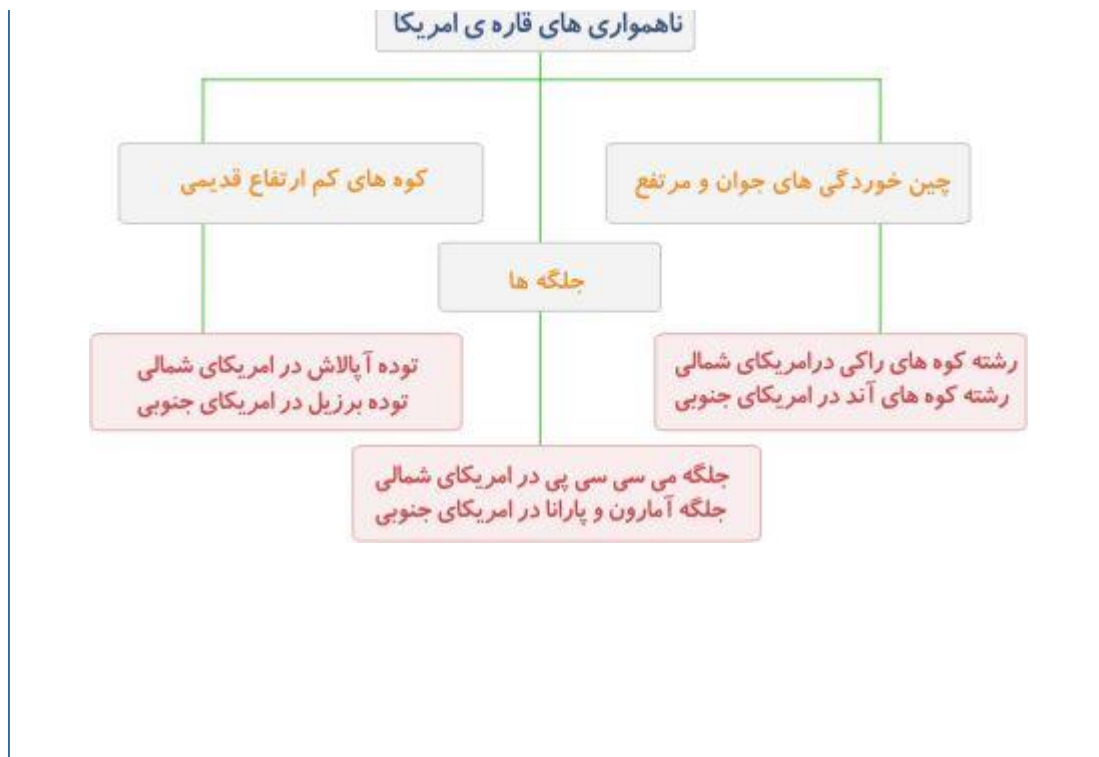 ناهمواری های قاره ی امریکا
چین خوردگی های جوان و مرتفع
کوه های کم ارتفاع قدیمی
جلگه ها
رشته کوه های راکی درامریکای شمالی
رشته کوه های آند در امریکای جنوبی
توده آپالاش در امریکای شمالی
توده برزیل در امریکای جنوبی
جلگه می سی سی پی در امریکای شمالی
جلگه آمارون و پارانا در امریکای جنوبی